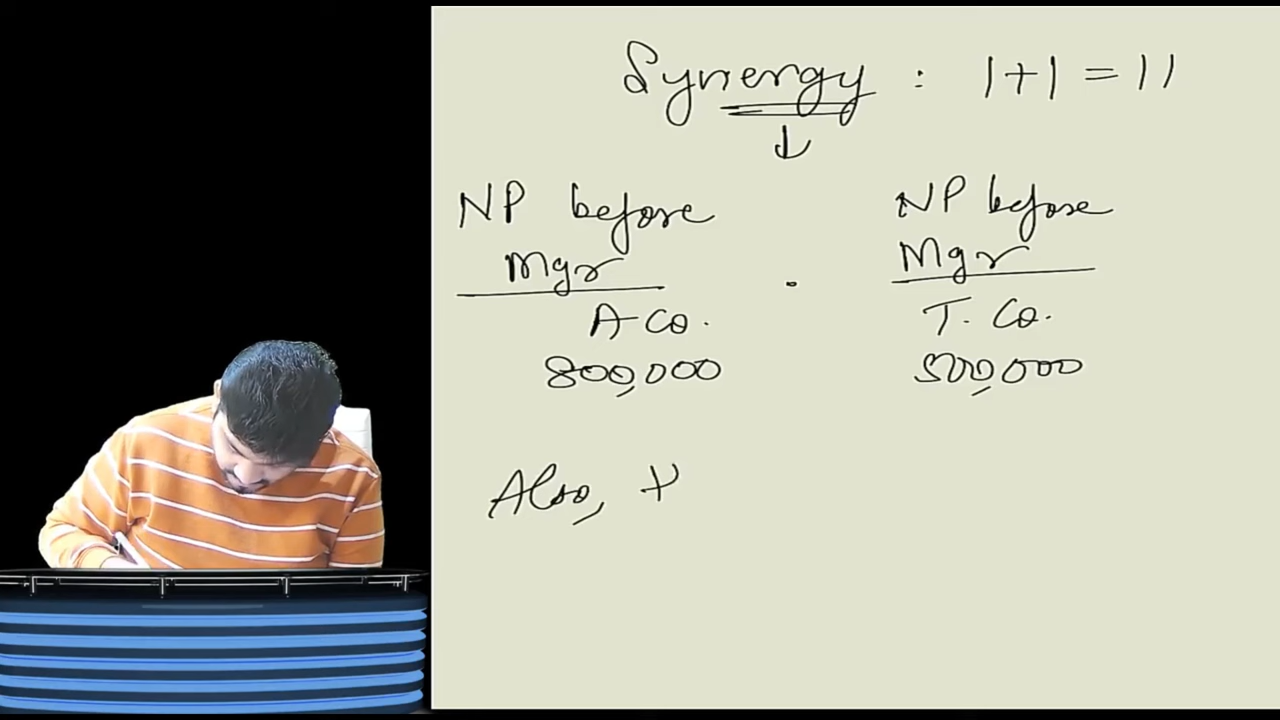 Synergy : 1+1 = 11
↓
NP before
Mgr
A Co.
800,000
NP before
Mgr
T. Co.
500,000
Also,